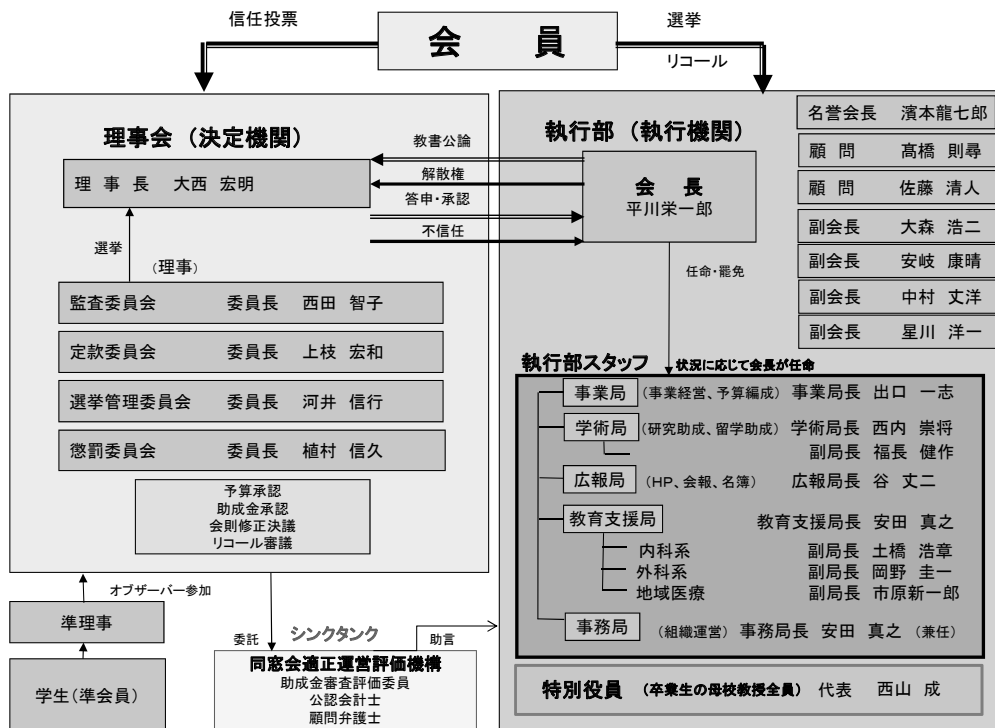 信任投票
会　員
選挙
リコール
理事会（決定機関）
理 事 長　大西 宏明
選挙
（理事）
監査委員会　委員長　西田 智子
定款委員会　委員長　上枝 宏和
選挙管理委員会　委員長　河井 信行
懲罰委員会　委員長　植村 信久
予算承認
助成金承認
会則修正決議
リコール審議
教書公論
解散権
答申・承認
不信任
執行部（執行機関）
会　長
平川栄一郎
任命・罷免
名誉会長　濱本龍七郎
顧　問　髙橋 則尋
顧　問　佐藤 清人
副会長　大森 浩二
副会長　安岐 康晴
副会長　中村 丈洋
副会長　星川 洋一
執行部スタッフ
状況に応じて会長が任命
事業局　（事業経営、予算編成）　事業局長　出口 一志
学術局　（研究助成、留学助成）　学術局長　西内 崇将
副局長　福長 健作
広報局　（HP、会報、名簿）　広報局長　谷 丈二
教育支援局　教育支援局長　安田 真之
内科系　副局長　土橋 浩章
外科系　副局長　岡野 圭一
地域医療　副局長　市原新一郎
事務局　（組織運営）　事務局長　安田 真之　（兼任）
特別役員　（卒業生の母校教授全員）　代表　西山 成
オブザーバー参加
準理事
学生（準会員）
委託
シンクタンク
助言
同窓会適正運営評価機構
助成金審査評価委員
公認会計士
顧問弁護士